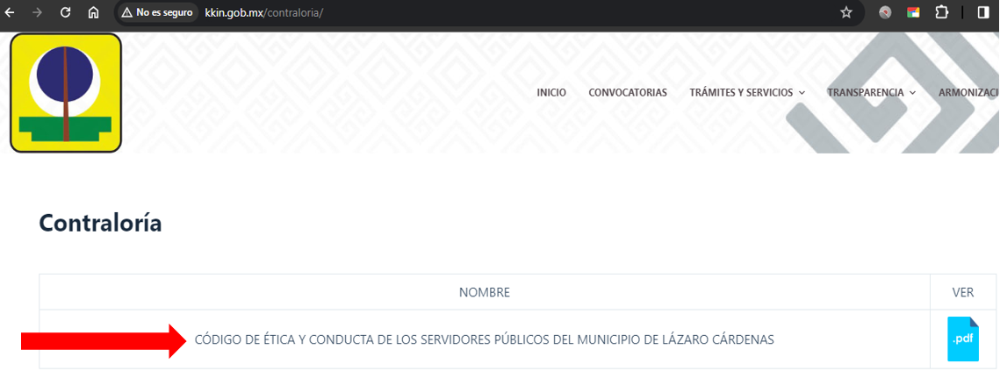 No es seguro kkin.gob.mx/contraloria/
INICIO CONVOCATORIAS TRÁMITES Y SERVICIOS TRANSPARENCIA ARMONIZACI
Contraloría
NOMBRE VER
CÓDIGO DE ÉTICA Y CONDUCTA DE LOS SERVIDORES PÚBLICOS DEL MUNICIPIO DE LÁZARO CÁRDENAS .pdf